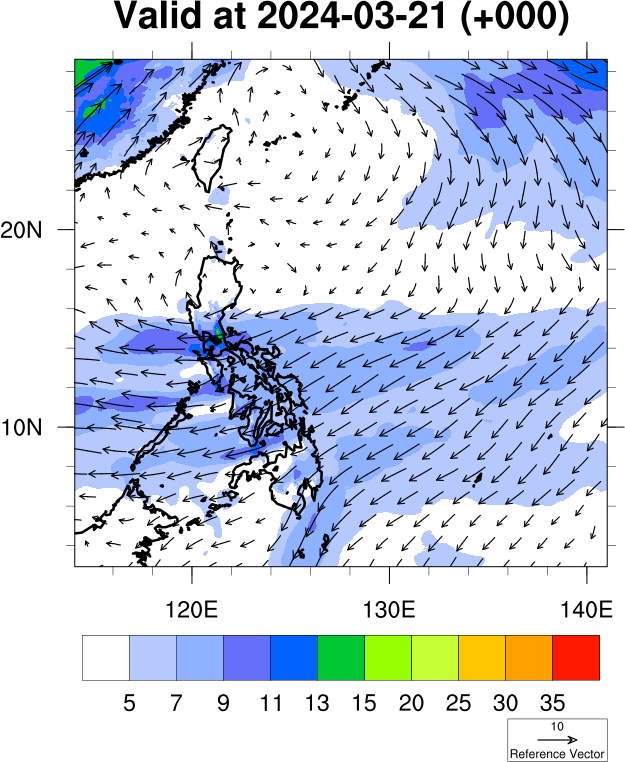 Valid at 2024-03-21 (+000)
20N
10N
120E 130E 140E
5 7 9 11 13 15 20 25 30 35
10
Reference Vector